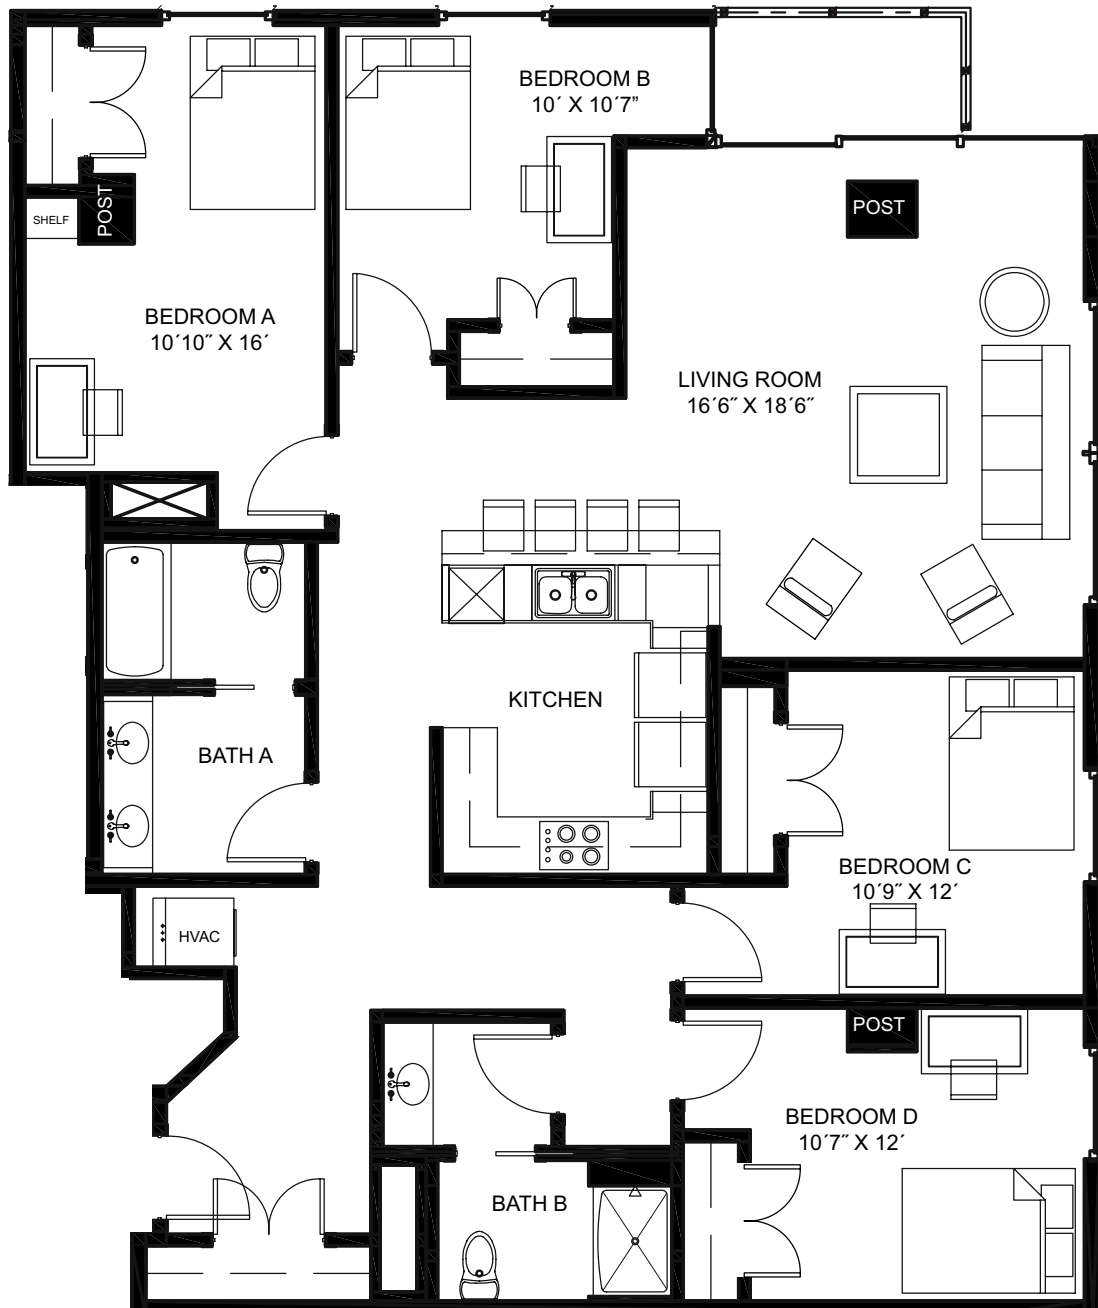 BEDROOM B
10´ X 10´7”
POST
SHELF
POST
BEDROOM A
10´10˝ X 16´
LIVING ROOM
16´6˝ X 18´6˝
KITCHEN
BATH A
BEDROOM C
10´9˝ X 12´
HVAC
POST
BEDROOM D
10´7˝ X 12´
BATH B